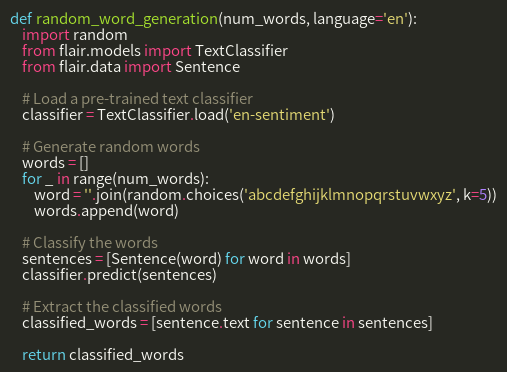 def random_word_generation(num_words, language='en'):
import random
from flair.models import TextClassifier
from flair.data import Sentence
# Load a pre-trained text classifier
classifier = TextClassifier.load('en-sentiment')
# Generate random words
words = []
for _ in range(num_words):
word = ''.join(random.choices('abcdefghijklmnopqrstuvwxyz', k=5))
words.append(word)
# Classify the words
sentences = [Sentence(word) for word in words]
classifier.predict(sentences)
# Extract the classified words
classified_words = [sentence.text for sentence in sentences]
return classified_words